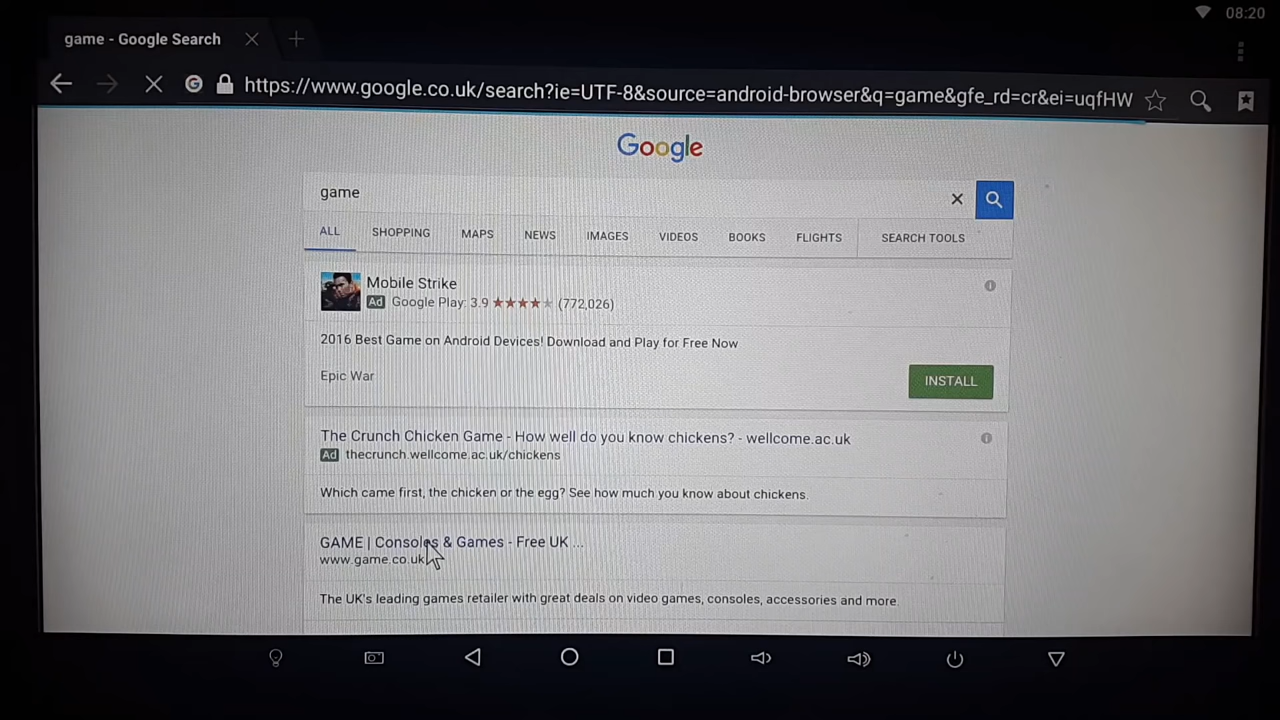 08:20
game - Google Search
https://www.google.co.uk/search?ie=UTF-8&source=android-browser&q=game&gfe_rd=cr&ei=uqfHW
Google
game
ALL SHOPPING MAPS NEWS IMAGES VIDEOS BOOKS FLIGHTS SEARCH TOOLS
Mobile Strike
Ad Google Play: 3.9 ★★★★★ (772,026)
2016 Best Game on Android Devices! Download and Play for Free Now
Epic War
INSTALL
The Crunch Chicken Game - How well do you know chickens? - wellcome.ac.uk
Ad thecrunch.wellcome.ac.uk/chickens
Which came first, the chicken or the egg? See how much you know about chickens.
GAME | Consoles & Games - Free UK ...
www.game.co.uk
The UK's leading games retailer with great deals on video games, consoles, accessories and more.